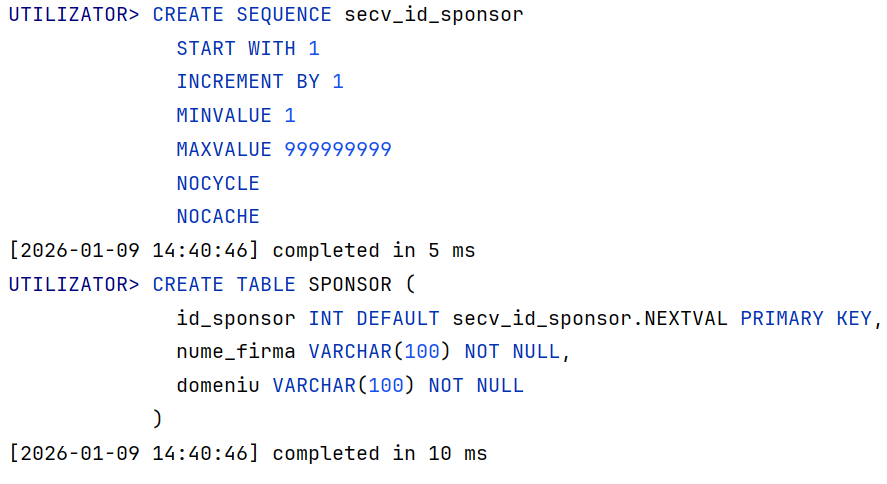 UTILIZATOR> CREATE SEQUENCE secv_id_sponsor
START WITH 1
INCREMENT BY 1
MINVALUE 1
MAXVALUE 999999999
NOCYCLE
NOCACHE
[2026-01-09 14:40:46] completed in 5 ms
UTILIZATOR> CREATE TABLE SPONSOR (
id_sponsor INT DEFAULT secv_id_sponsor.NEXTVAL PRIMARY KEY,
nume_firma VARCHAR(100) NOT NULL,
domeniu VARCHAR(100) NOT NULL
)
[2026-01-09 14:40:46] completed in 10 ms